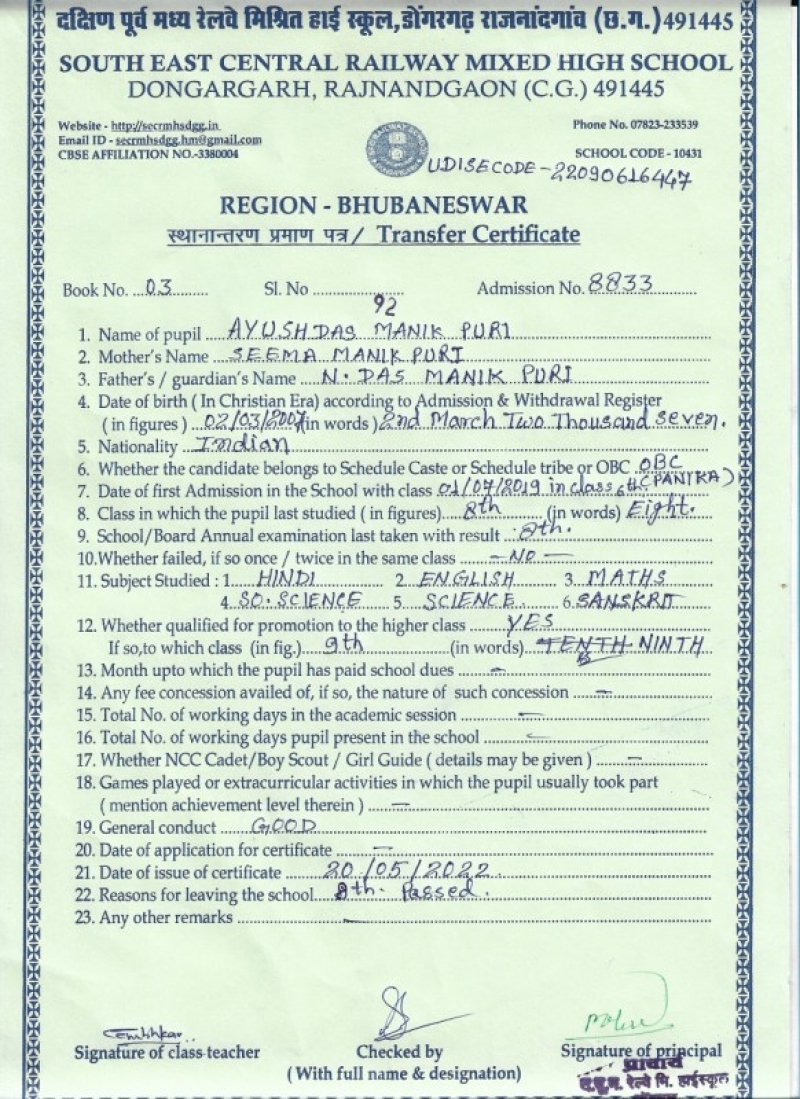 दक्षिण पूर्व मध्य रेलवे मिश्रित हाई स्कूल,डोंगरगढ़ राजनांदगांव (छ.ग.) 491445
SOUTH EAST CENTRAL RAILWAY MIXED HIGH SCHOOL
DONGARGARH, RAJNANDGAON (C.G.) 491445
Website - http://secrmhsdgg.in
Phone No. 07823-233539
Email ID - secrmhsdgg.hm@gmail.com
CBSE AFFILIATION NO.-3380004
SCHOOL CODE - 10431
UDISECODE - 22090616447
REGION - BHUBANESWAR
स्थानान्तरण प्रमाण पत्र / Transfer Certificate
Book No. 03 Sl. No 92 Admission No. 8833
1. Name of pupil AYUSH DAS MANIK PURI
2. Mother's Name SEEMA MANIK PURI
3. Father's / guardian's Name N. DAS MANIK PURI
4. Date of birth ( In Christian Era) according to Admission & Withdrawal Register
( in figures ) 02/03/2007 (in words ) 2nd March Two Thousand Seven.
5. Nationality Indian
6. Whether the candidate belongs to Schedule Caste or Schedule tribe or OBC OBC (PANIKA)
7. Date of first Admission in the School with class 01/07/2019 in class 6th
8. Class in which the pupil last studied ( in figures) 8th (in words) Eight.
9. School/Board Annual examination last taken with result 8th.
10.Whether failed, if so once / twice in the same class — NO —
11. Subject Studied : 1. HINDI 2. ENGLISH 3. MATHS
4. SO. SCIENCE 5. SCIENCE 6. SANSKRIT
12. Whether qualified for promotion to the higher class YES
If so,to which class (in fig.) 9th (in words) TENTH NINTH
13. Month upto which the pupil has paid school dues —
14. Any fee concession availed of, if so, the nature of such concession —
15. Total No. of working days in the academic session —
16. Total No. of working days pupil present in the school —
17. Whether NCC Cadet/Boy Scout / Girl Guide ( details may be given ) —
18. Games played or extracurricular activities in which the pupil usually took part
( mention achievement level therein ) —
19. General conduct GOOD
20. Date of application for certificate —
21. Date of issue of certificate 20/05/2022
22. Reasons for leaving the school 8th. Passed.
23. Any other remarks —
Signature of class-teacher Checked by Signature of principal
(With full name & designation)
प्राचार्य
द.पू.म. रेल्वे मि. हाईस्कूल